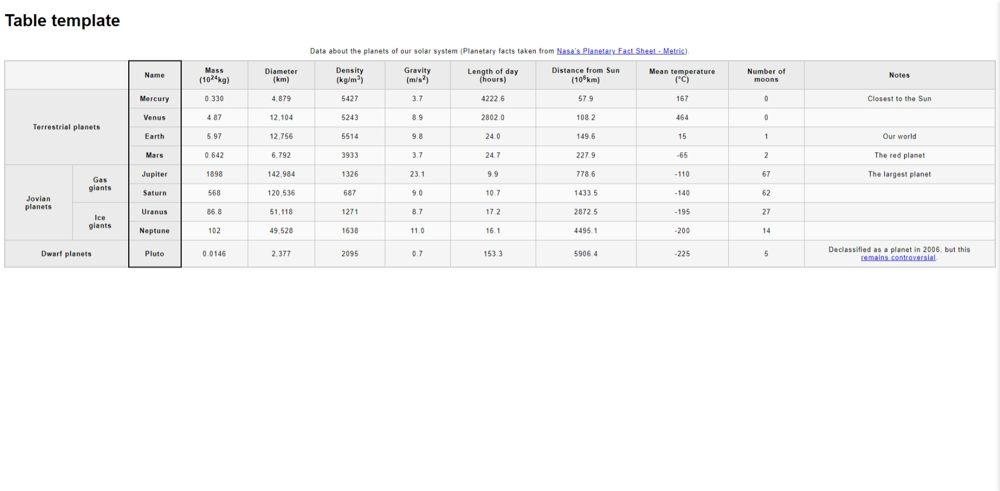 Table template
Data about the planets of our solar system (Planetary facts taken from Nasa's Planetary Fact Sheet - Metric).
Name Mass (10²⁴kg) Diameter (km) Density (kg/m³) Gravity (m/s²) Length of day (hours) Distance from Sun (10⁶km) Mean temperature (°C) Number of moons Notes
Terrestrial planets
Mercury 0.330 4,879 5427 3.7 4222.6 57.9 167 0 Closest to the Sun
Venus 4.87 12,104 5243 8.9 2802.0 108.2 464 0
Earth 5.97 12,756 5514 9.8 24.0 149.6 15 1 Our world
Mars 0.642 6,792 3933 3.7 24.7 227.9 -65 2 The red planet
Jovian planets
Gas giants
Jupiter 1898 142,984 1326 23.1 9.9 778.6 -110 67 The largest planet
Saturn 568 120,536 687 9.0 10.7 1433.5 -140 62
Ice giants
Uranus 86.8 51,118 1271 8.7 17.2 2872.5 -195 27
Neptune 102 49,528 1638 11.0 16.1 4495.1 -200 14
Dwarf planets Pluto 0.0146 2,377 2095 0.7 153.3 5906.4 -225 5 Declassified as a planet in 2006, but this remains controversial.